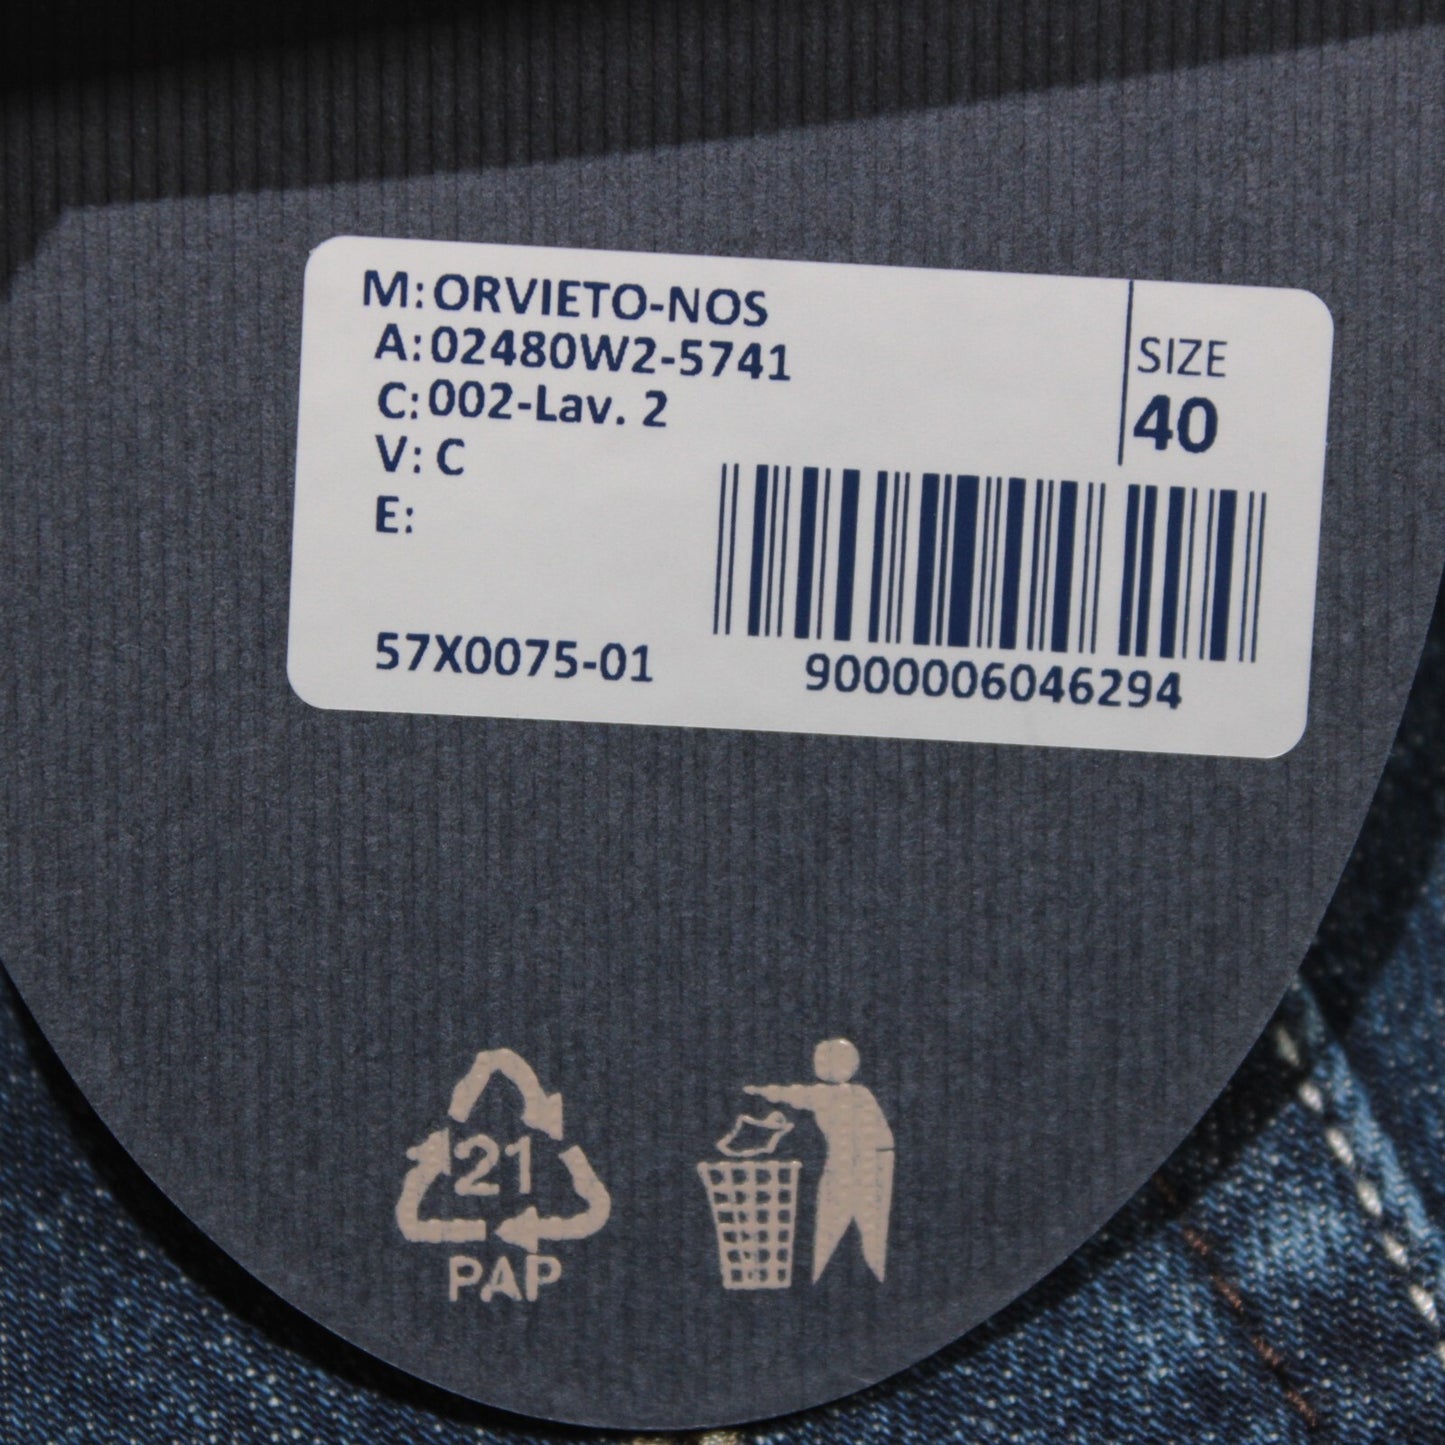 M: ORVIETO-NOS
A: 02480W2-5741
C: 002-Lav. 2
V: C
E:
SIZE
40
57X0075-01
9000006046294
21
PAP